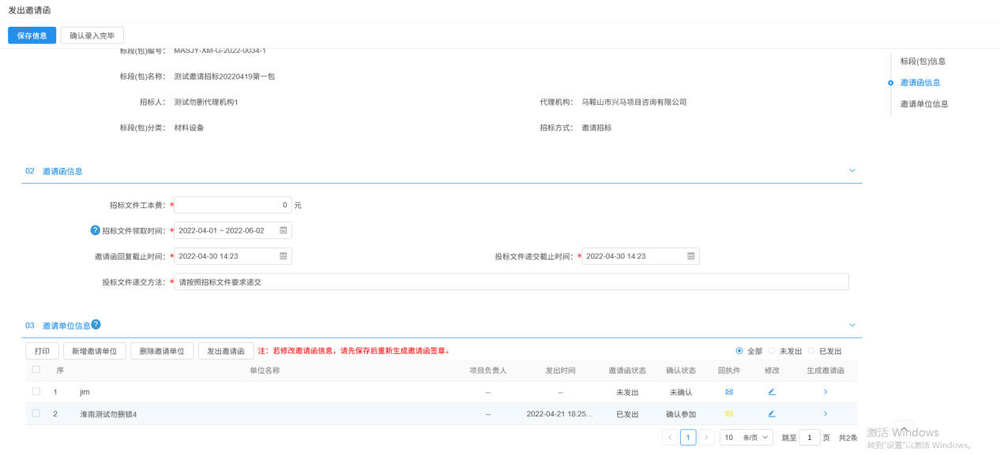 发出邀请函
保存信息 确认录入完毕
标段(包)编号： MASJY-XM-G-2022-0034-1
标段(包)信息
标段(包)名称： 测试邀请招标20220419第一包
邀请函信息
招标人： 测试勿删代理机构1 代理机构： 马鞍山市兴马项目咨询有限公司
邀请单位信息
标段(包)分类： 材料设备 招标方式： 邀请招标
02 邀请函信息
招标文件工本费：* 0 元
? 招标文件领取时间：* 2022-04-01 ~ 2022-06-02
邀请函回复截止时间：* 2022-04-30 14:23 投标文件递交截止时间：* 2022-04-30 14:23
投标文件递交方法：* 请按照招标文件要求递交
03 邀请单位信息 ?
打印 新增邀请单位 删除邀请单位 发出邀请函 注：若修改邀请函信息，请先保存后重新生成邀请函签章。 全部 未发出 已发出
序 单位名称 项目负责人 发出时间 邀请函状态 确认状态 回执件 修改 生成邀请函
1 jim -- -- 未发出 未确认
2 淮南测试勿删锁4 -- 2022-04-21 18:25... 已发出 确认参加
1 10 条/页 跳至 1 页 共2条
激活 Windows
转到"设置"以激活 Windows。